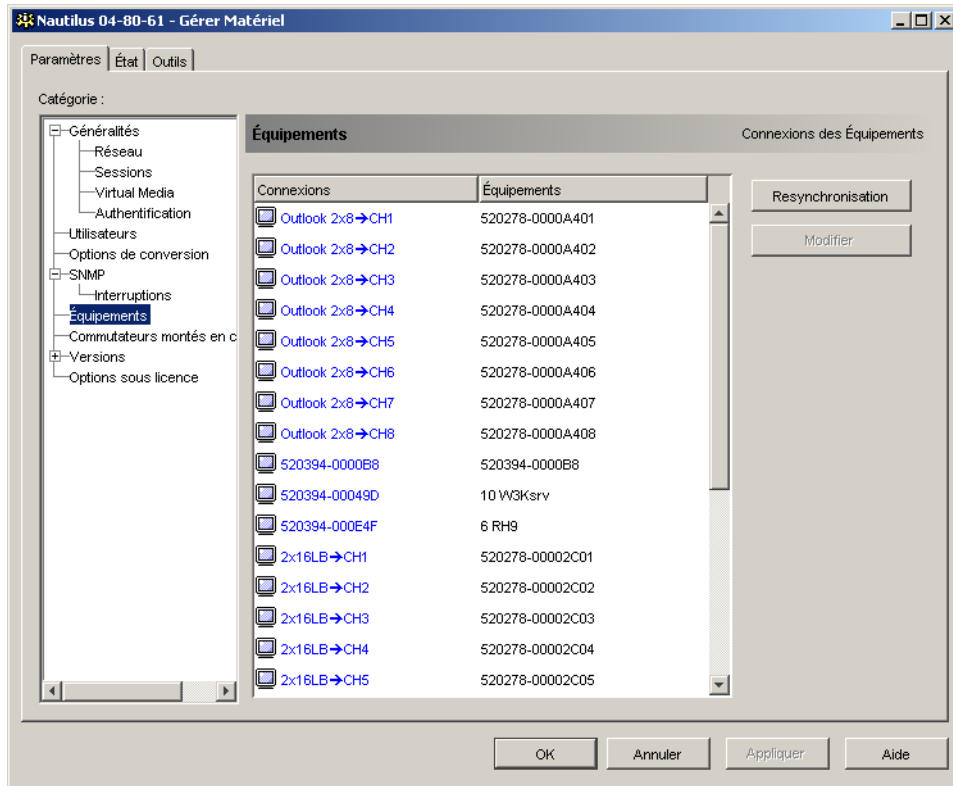 Nautilus 04-80-61 - Gérer Matériel
Paramètres État Outils
Catégorie :
Généralités
Réseau
Sessions
Virtual Media
Authentification
Utilisateurs
Options de conversion
SNMP
Interruptions
Équipements
Commutateurs montés en c
Versions
Options sous licence
Équipements Connexions des Équipements
Connexions Équipements
Outlook 2x8→CH1 520278-0000A401
Outlook 2x8→CH2 520278-0000A402
Outlook 2x8→CH3 520278-0000A403
Outlook 2x8→CH4 520278-0000A404
Outlook 2x8→CH5 520278-0000A405
Outlook 2x8→CH6 520278-0000A406
Outlook 2x8→CH7 520278-0000A407
Outlook 2x8→CH8 520278-0000A408
520394-0000B8 520394-0000B8
520394-00049D 10 W3Ksrv
520394-000E4F 6 RH9
2x16LB→CH1 520278-00002C01
2x16LB→CH2 520278-00002C02
2x16LB→CH3 520278-00002C03
2x16LB→CH4 520278-00002C04
2x16LB→CH5 520278-00002C05
Resynchronisation
Modifier
OK Annuler Appliquer Aide